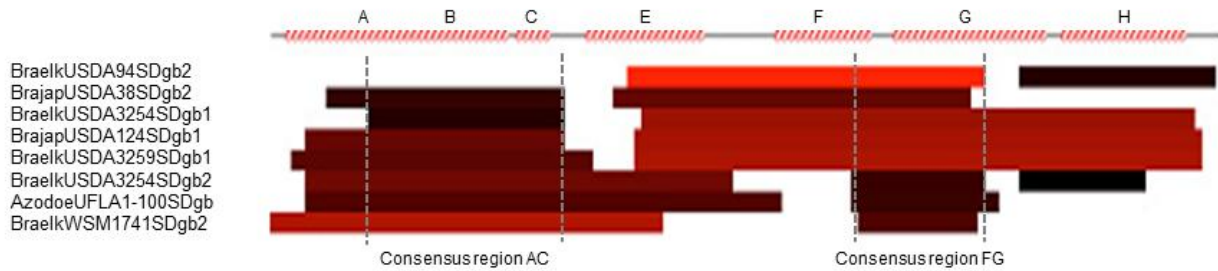 A B C E F G H
BraelkUSDA94SDgb2
BrajapUSDA38SDgb2
BraelkUSDA3254SDgb1
BrajapUSDA124SDgb1
BraelkUSDA3259SDgb1
BraelkUSDA3254SDgb2
AzodoeUFLA1-100SDgb
BraelkWSM1741SDgb2
Consensus region AC Consensus region FG